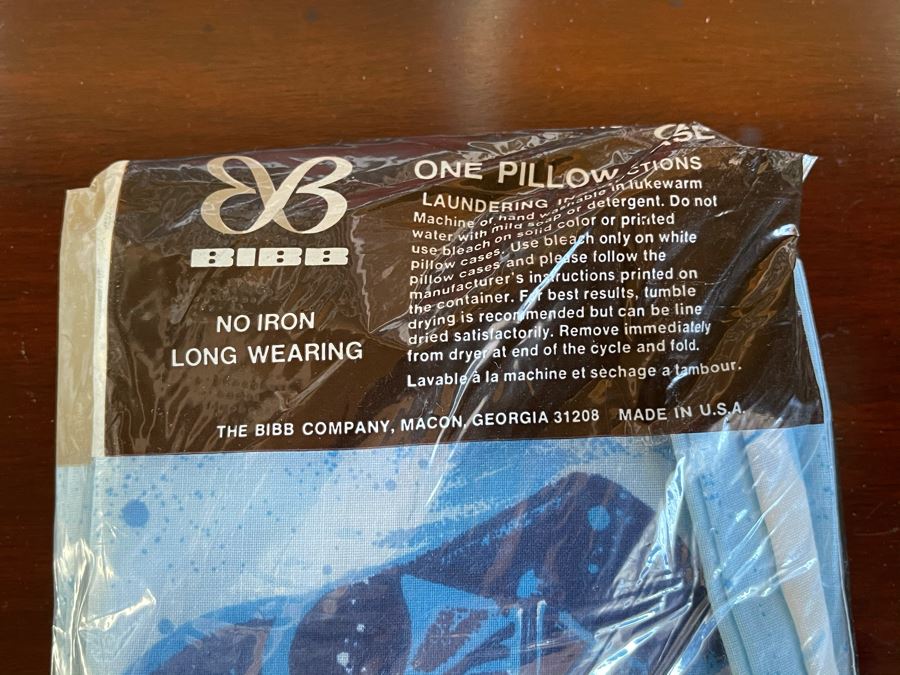 BIBB
NO IRON
LONG WEARING
ONE PILLOW
LAUNDERING
Machine or hand washable in lukewarm
water with mild soap or detergent. Do not
use bleach on solid color or printed
pillow cases. Use bleach only on white
pillow cases and please follow the
manufacturer's instructions printed on
the container. For best results, tumble
drying is recommended but can be line
dried satisfactorily. Remove immediately
from dryer at end of the cycle and fold.
Lavable à la machine et séchage a tambour.
THE BIBB COMPANY, MACON, GEORGIA 31208 MADE IN U.S.A.